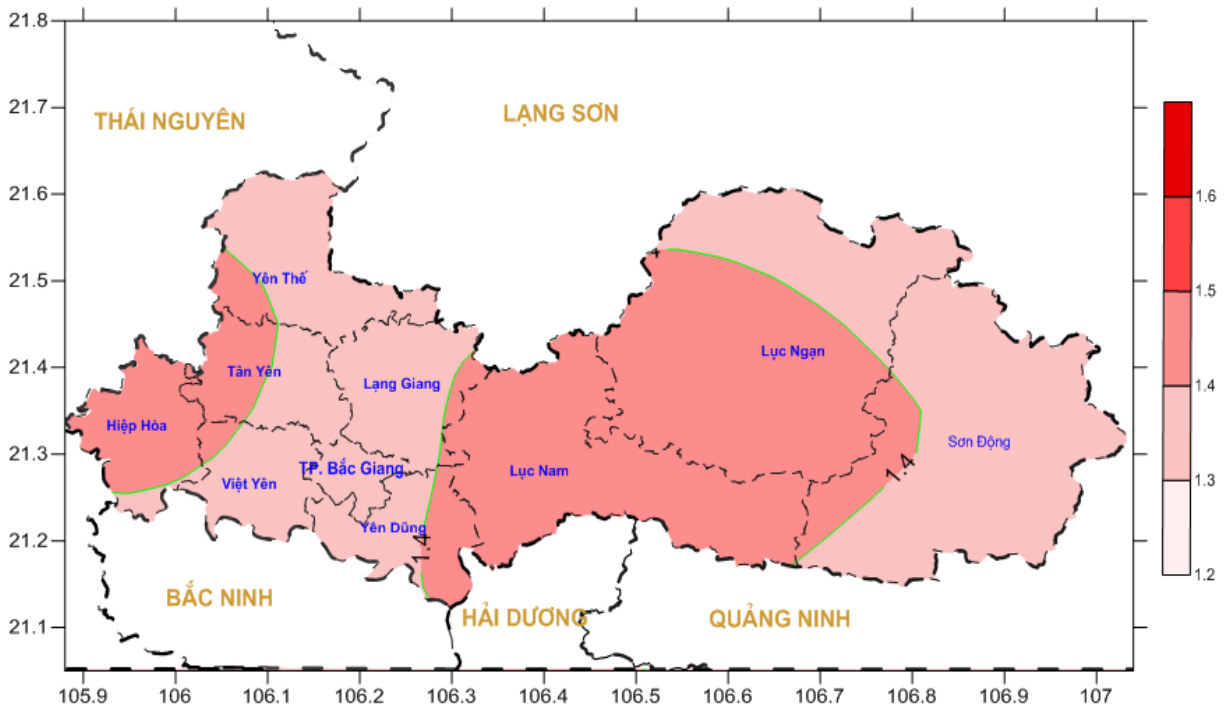 21.8
21.7
21.6
21.5
21.4
21.3
21.2
21.1
THÁI NGUYÊN
LẠNG SƠN
Yên Thế
Lục Ngạn
Tân Yên
Lạng Giang
Hiệp Hòa
Sơn Động
TP. Bắc Giang
Lục Nam
Việt Yên
1.4
Yên Dũng
1.4
BẮC NINH
HẢI DƯƠNG
QUẢNG NINH
105.9 106 106.1 106.2 106.3 106.4 106.5 106.6 106.7 106.8 106.9 107
1.6
1.5
1.4
1.3
1.2